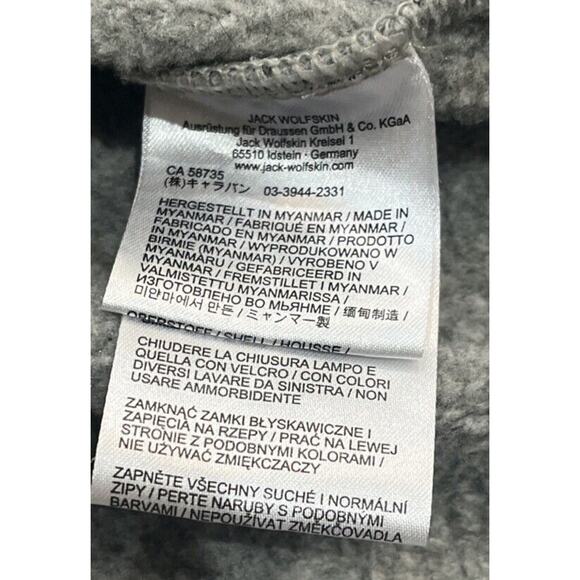 JACK WOLFSKIN
Ausrüstung für Draussen GmbH & Co. KGaA
Jack Wolfskin Kreisel 1
65510 Idstein · Germany
www.jack-wolfskin.com
CA 58735
(株)キャラバン 03-3944-2331
HERGESTELLT IN MYANMAR / MADE IN
MYANMAR / FABRIQUÉ EN MYANMAR /
FABRICADO EN MYANMAR / PRODOTTO
IN MYANMAR / WYPRODUKOWANO W
BIRMIE (MYANMAR) / VYROBENO V
MYANMARU / GEFABRICEERD IN
MYANMAR / FREMSTILLET I MYANMAR /
VALMISTETTU MYANMARISSA /
ИЗГОТОВЛЕНО ВО МЬЯНМЕ / 缅甸制造 /
미얀마에서 만든 / ミャンマー製
OBERSTOFF / SHELL / HOUSSE /
CHIUDERE LA CHIUSURA LAMPO E
QUELLA CON VELCRO / CON COLORI
DIVERSI LAVARE DA SINISTRA / NON
USARE AMMORBIDENTE
ZAMKNĄĆ ZAMKI BŁYSKAWICZNE I
ZAPIĘCIA NA RZEPY / PRAĆ NA LEWEJ
STRONIE Z PODOBNYMI KOLORAMI /
NIE UŻYWAĆ ZMIĘKCZACZY
ZAPNĚTE VŠECHNY SUCHÉ I NORMÁLNÍ
ZIPY / PERTE NARUBY S PODOBNÝMI
BARVAMI / NEPOUŽÍVAT ZMĚKČOVADLA